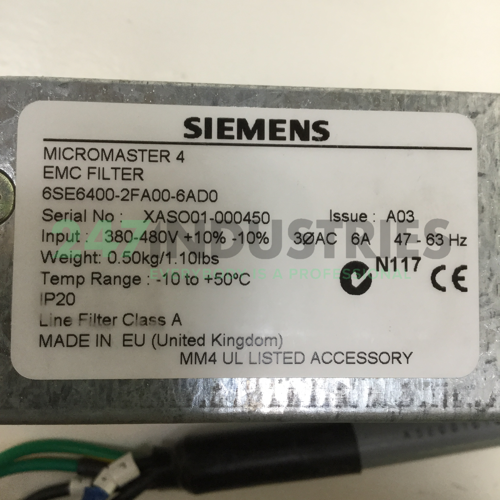 SIEMENS
MICROMASTER 4
EMC FILTER
6SE6400-2FA00-6AD0
Serial No : XASO01-000450 Issue : A03
Input : 380-480V +10% -10% 3ØAC 6A 47 - 63 Hz
Weight: 0.50kg/1.10lbs
Temp Range : -10 to +50°C
N117 CE
IP20
Line Filter Class A
MADE IN EU (United Kingdom)
MM4 UL LISTED ACCESSORY
247INDUSTRIES